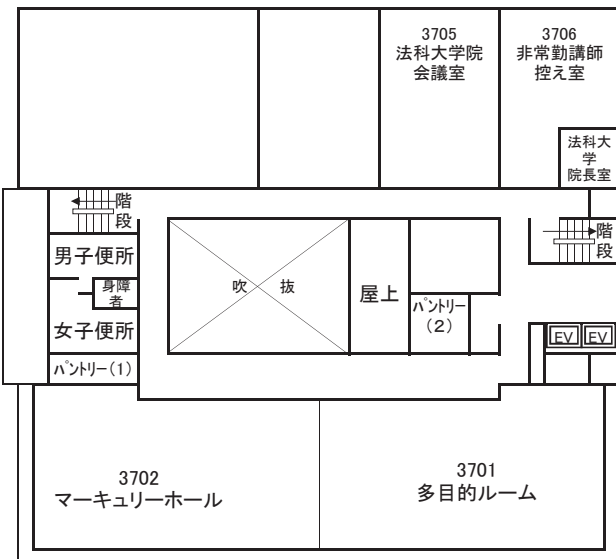 3705
法科大学院
会議室
3706
非常勤講師
控え室
法科大
学
院長室
階
段
男子便所
身障
者
女子便所
パントリー(1)
吹 抜
屋上
パントリー
(2)
階
段
EV EV
3702
マーキュリーホール
3701
多目的ルーム